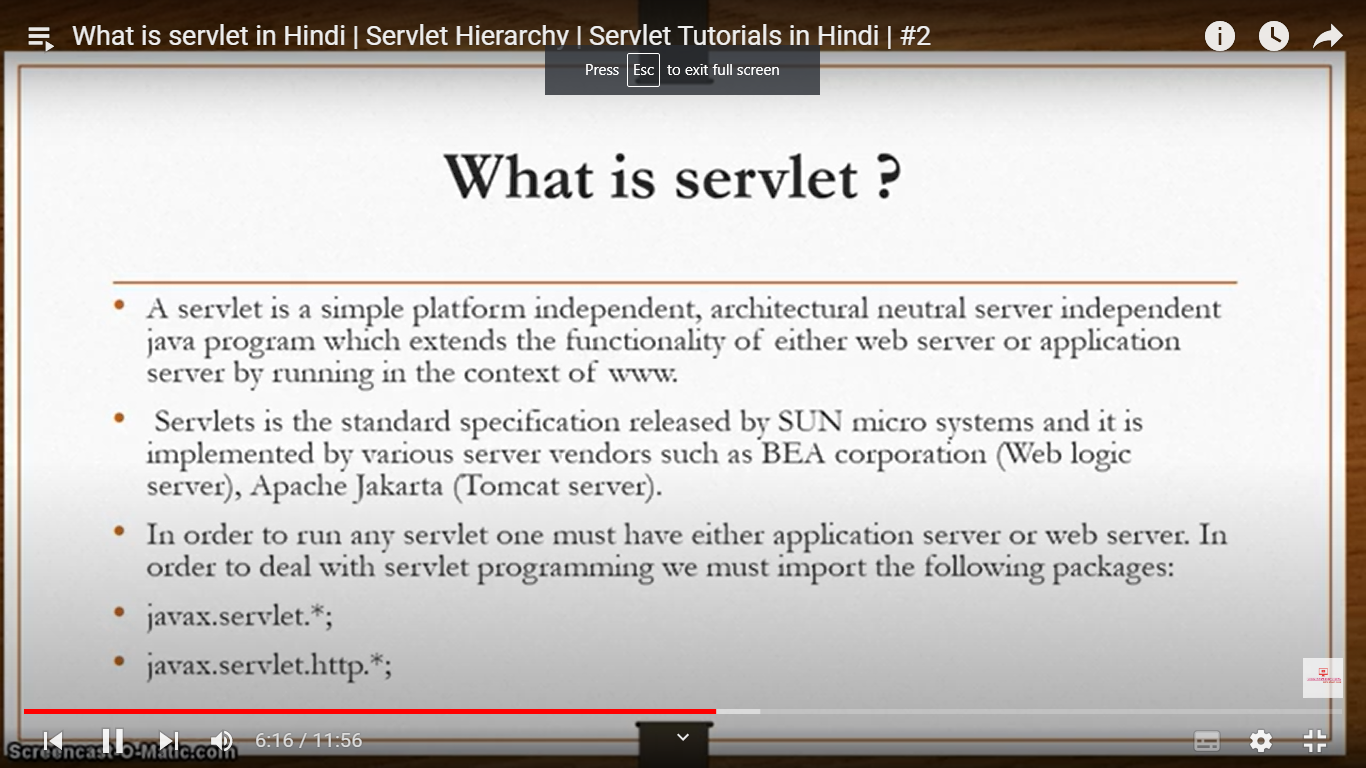 What is servlet in Hindi | Servlet Hierarchy | Servlet Tutorials in Hindi | #2
Press Esc to exit full screen
What is servlet ?
• A servlet is a simple platform independent, architectural neutral server independent
java program which extends the functionality of either web server or application
server by running in the context of www.
• Servlets is the standard specification released by SUN micro systems and it is
implemented by various server vendors such as BEA corporation (Web logic
server), Apache Jakarta (Tomcat server).
• In order to run any servlet one must have either application server or web server. In
order to deal with servlet programming we must import the following packages:
• javax.servlet.*;
• javax.servlet.http.*;
6:16 / 11:56
Screencast-O-Matic.com